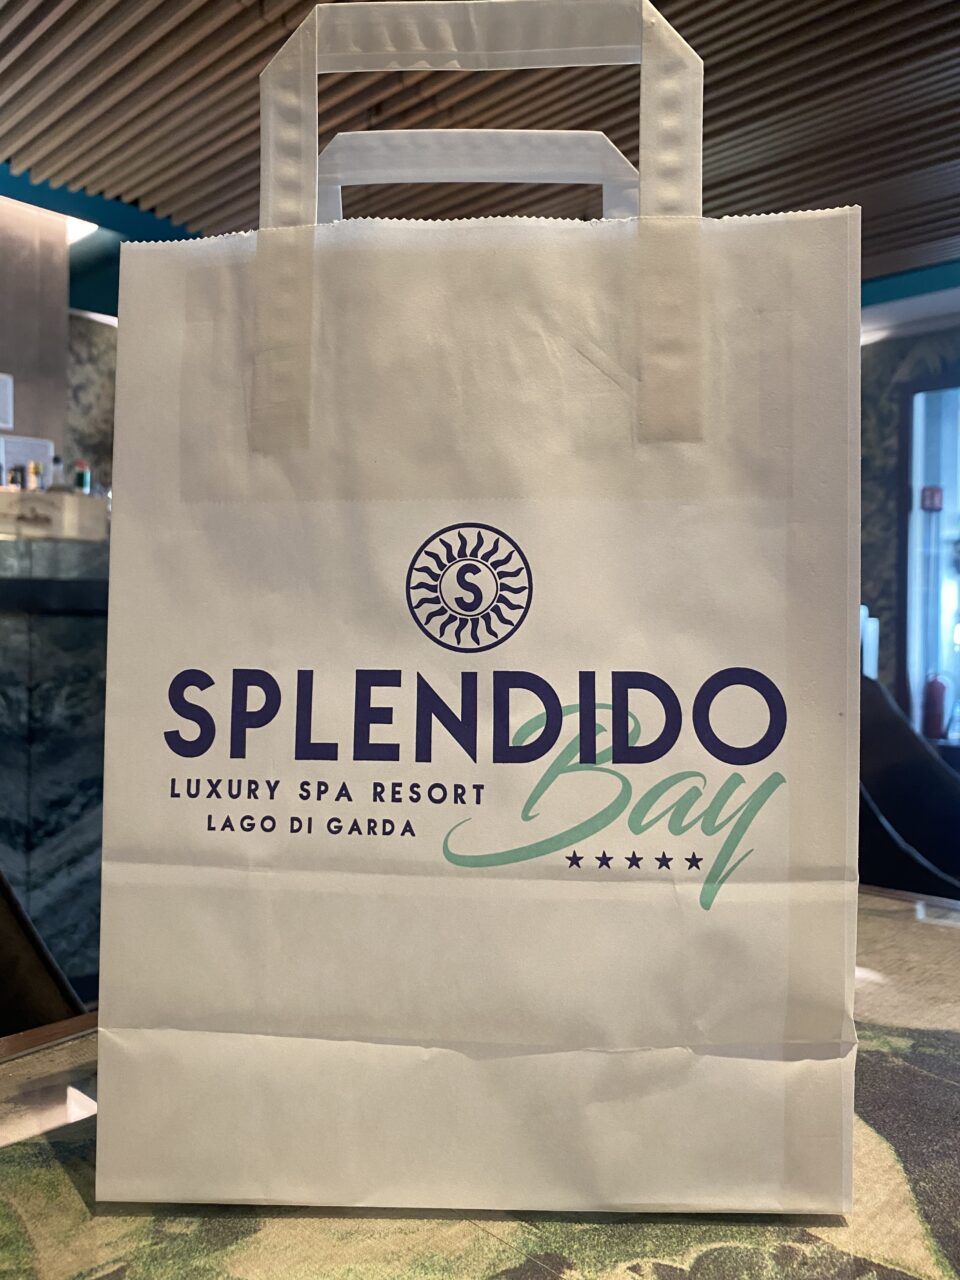 S
SPLENDIDO
Bay
LUXURY SPA RESORT
LAGO DI GARDA
★★★★★